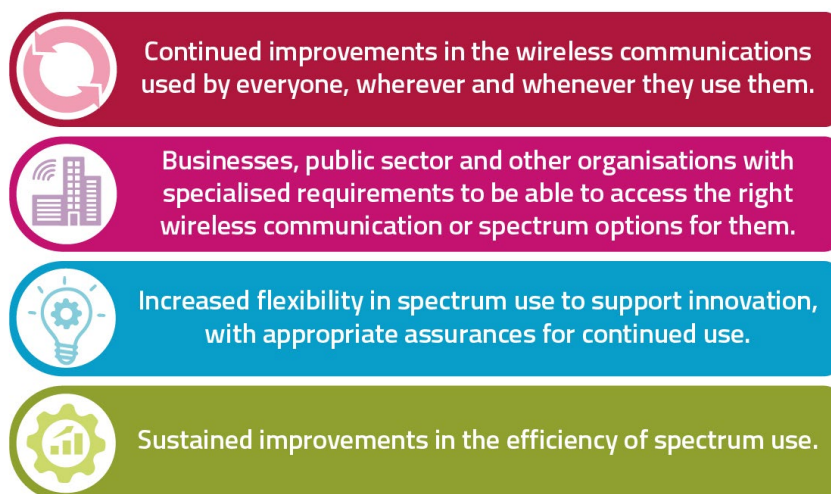 Continued improvements in the wireless communications
used by everyone, wherever and whenever they use them.
Businesses, public sector and other organisations with
specialised requirements to be able to access the right
wireless communication or spectrum options for them.
Increased flexibility in spectrum use to support innovation,
with appropriate assurances for continued use.
Sustained improvements in the efficiency of spectrum use.